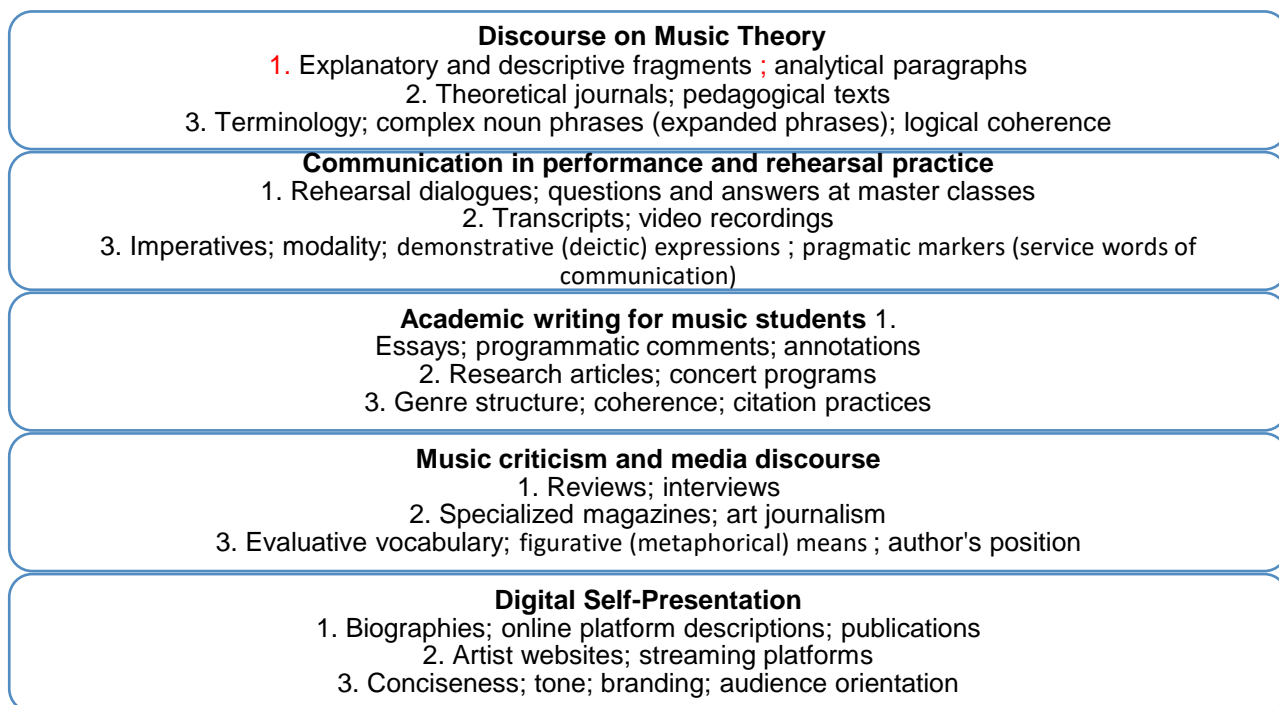 Discourse on Music Theory
1. Explanatory and descriptive fragments ; analytical paragraphs
2. Theoretical journals; pedagogical texts
3. Terminology; complex noun phrases (expanded phrases); logical coherence
Communication in performance and rehearsal practice
1. Rehearsal dialogues; questions and answers at master classes
2. Transcripts; video recordings
3. Imperatives; modality; demonstrative (deictic) expressions ; pragmatic markers (service words of
communication)
Academic writing for music students 1.
Essays; programmatic comments; annotations
2. Research articles; concert programs
3. Genre structure; coherence; citation practices
Music criticism and media discourse
1. Reviews; interviews
2. Specialized magazines; art journalism
3. Evaluative vocabulary; figurative (metaphorical) means ; author's position
Digital Self-Presentation
1. Biographies; online platform descriptions; publications
2. Artist websites; streaming platforms
3. Conciseness; tone; branding; audience orientation